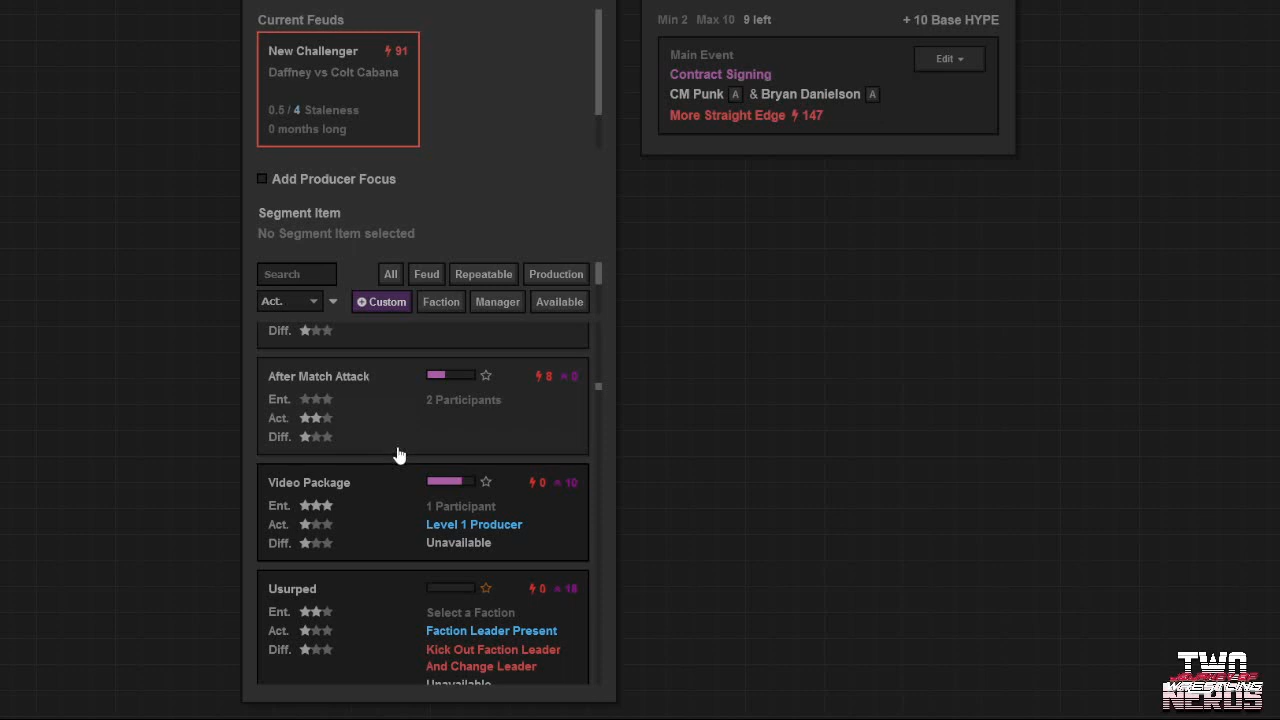 Current Feuds
New Challenger 91
Daffney vs Colt Cabana
0.5 / 4 Staleness
0 months long
Add Producer Focus
Segment Item
No Segment Item selected
Search All Feud Repeatable Production
Act. Custom Faction Manager Available
Diff.
After Match Attack 8 0
Ent. 2 Participants
Act.
Diff.
Video Package 0 10
Ent. 1 Participant
Act. Level 1 Producer
Diff. Unavailable
Usurped 0 18
Ent. Select a Faction
Act. Faction Leader Present
Diff. Kick Out Faction Leader
And Change Leader
Unavailable
Min 2 Max 10 9 left + 10 Base HYPE
Main Event Edit
Contract Signing
CM Punk A & Bryan Danielson A
More Straight Edge 147
TWO
WRESTLING
NERDS